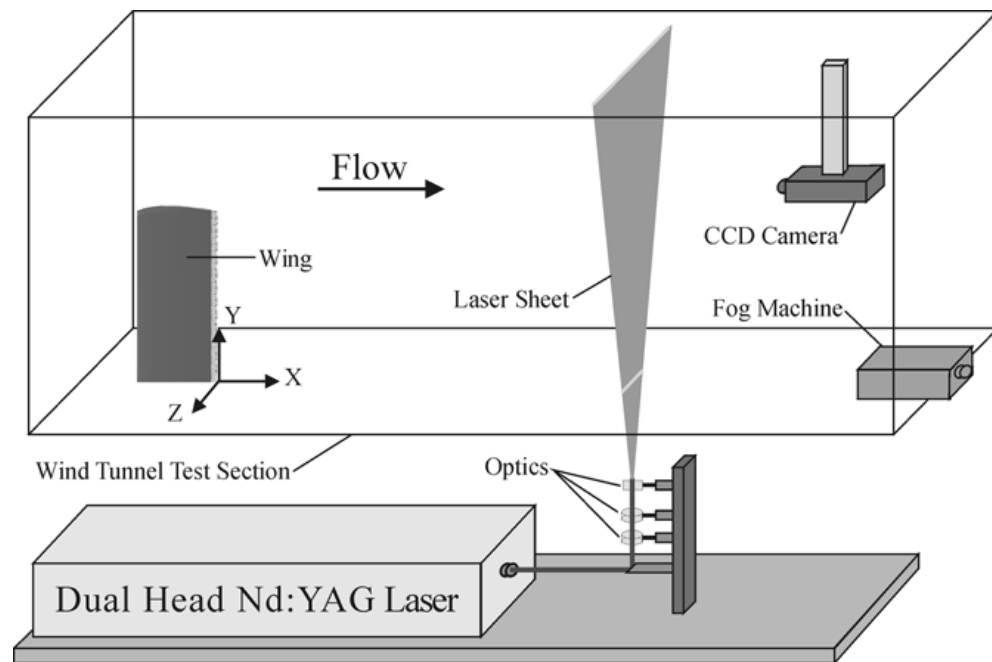 Flow
CCD Camera
Wing
Laser Sheet
Fog Machine
Y
X
Z
Wind Tunnel Test Section
Optics
Dual Head Nd:YAG Laser